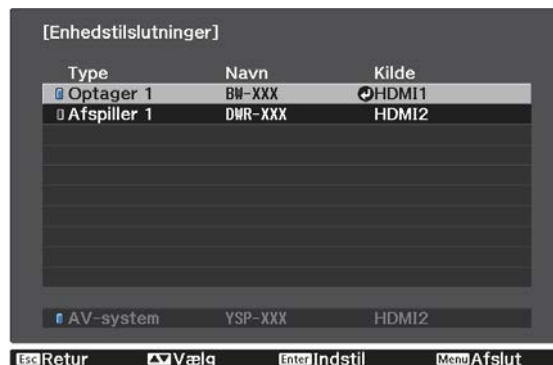 [Enhedstilslutninger]
Type Navn Kilde
Optager 1 BW-XXX HDMI1
Afspiller 1 DWR-XXX HDMI2
AV-system YSP-XXX HDMI2
Esc Retur Vælg Enter Indstil Menu Afslut